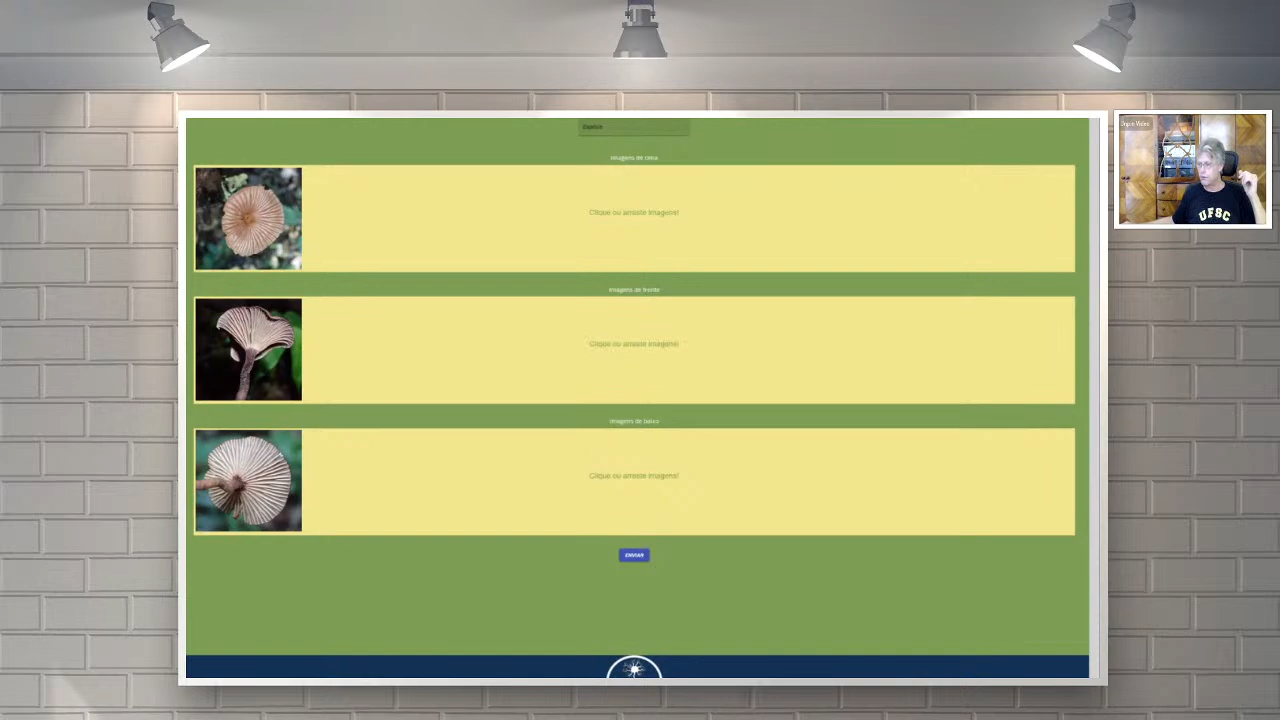 Espécie
Imagens de cima
Clique ou arraste imagens!
Imagens de frente
Clique ou arraste imagens!
Imagens de baixo
Clique ou arraste imagens!
ENVIAR
UFSC